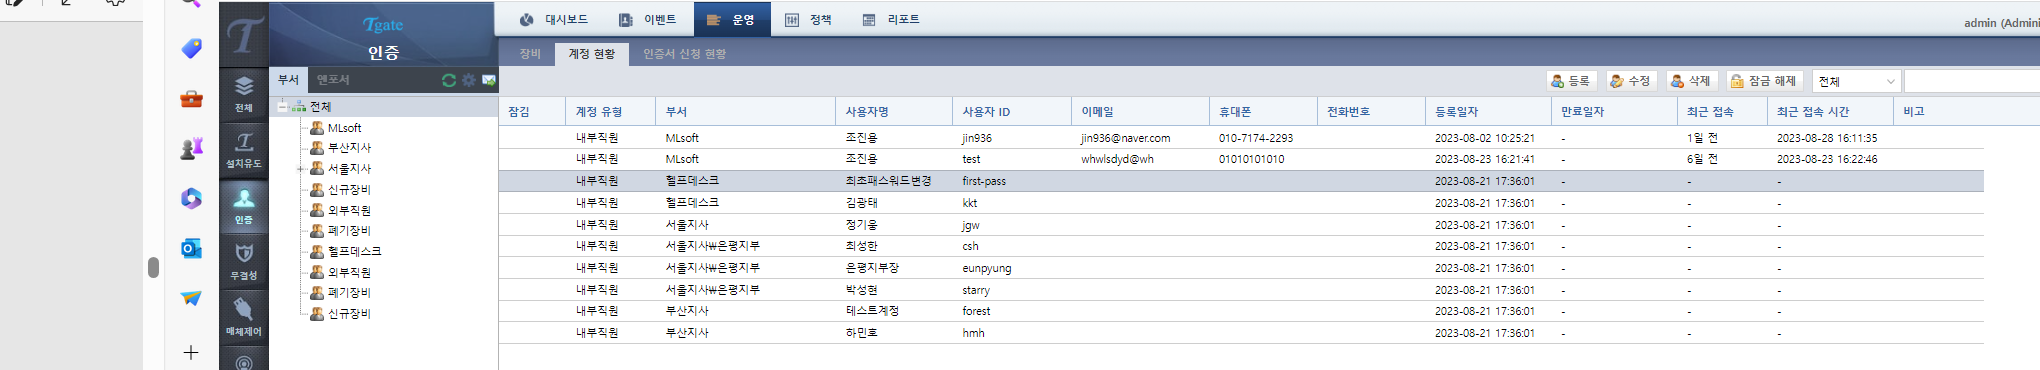 Tgate
인증
대시보드 이벤트 운영 정책 리포트
admin (Admini
장비 계정 현황 인증서 신청 현황
부서 엔포서
등록 수정 삭제 잠금 해제 전체
전체
설치유도
인증
무결성
매체제어
전체
MLsoft
부산지사
서울지사
신규장비
외부직원
폐기장비
헬프데스크
외부직원
폐기장비
신규장비
잠김 계정 유형 부서 사용자명 사용자 ID 이메일 휴대폰 전화번호 등록일자 만료일자 최근 접속 최근 접속 시간 비고
내부직원 MLsoft 조진용 jin936 jin936@naver.com 010-7174-2293 2023-08-02 10:25:21 - 1일 전 2023-08-28 16:11:35
내부직원 MLsoft 조진용 test whwlsdyd@wh 01010101010 2023-08-23 16:21:41 - 6일 전 2023-08-23 16:22:46
내부직원 헬프데스크 최초패스워드변경 first-pass 2023-08-21 17:36:01 - - -
내부직원 헬프데스크 김광태 kkt 2023-08-21 17:36:01 - - -
내부직원 서울지사 정기웅 jgw 2023-08-21 17:36:01 - - -
내부직원 서울지사₩은평지부 최성한 csh 2023-08-21 17:36:01 - - -
내부직원 서울지사₩은평지부 은평지부장 eunpyung 2023-08-21 17:36:01 - - -
내부직원 서울지사₩은평지부 박성현 starry 2023-08-21 17:36:01 - - -
내부직원 부산지사 테스트계정 forest 2023-08-21 17:36:01 - - -
내부직원 부산지사 하민호 hmh 2023-08-21 17:36:01 - - -